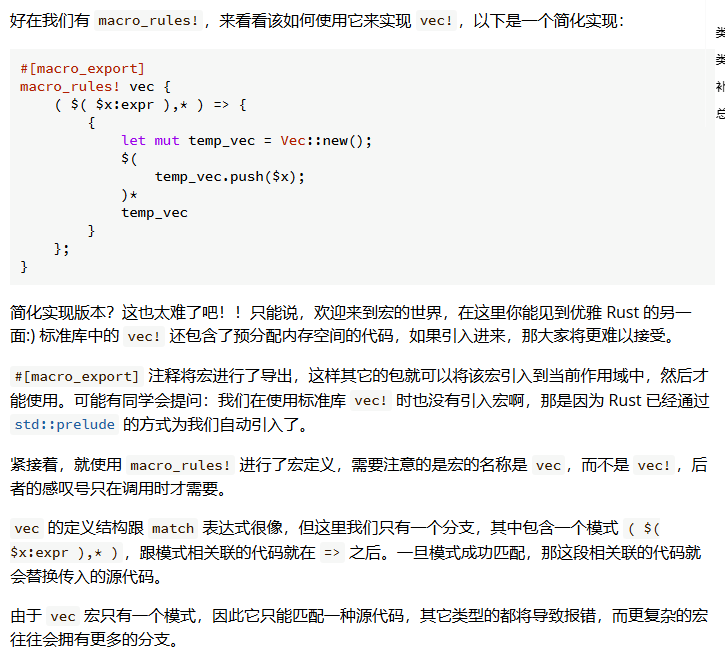 好在我们有 macro_rules! ，来看看该如何使用它来实现 vec! ，以下是一个简化实现：
#[macro_export]
macro_rules! vec {
    ( $( $x:expr ),* ) => {
        {
            let mut temp_vec = Vec::new();
            $(
                temp_vec.push($x);
            )*
            temp_vec
        }
    };
}
简化实现版本？这也太难了吧！！只能说，欢迎来到宏的世界，在这里你能见到优雅 Rust 的另一
面:) 标准库中的 vec! 还包含了预分配内存空间的代码，如果引入进来，那大家将更难以接受。
#[macro_export] 注释将宏进行了导出，这样其它的包就可以将该宏引入到当前作用域中，然后才
能使用。可能有同学会提问：我们在使用标准库 vec! 时也没有引入宏啊，那是因为 Rust 已经通过
std::prelude 的方式为我们自动引入了。
紧接着，就使用 macro_rules! 进行了宏定义，需要注意的是宏的名称是 vec ，而不是 vec! ，后
者的感叹号只在调用时才需要。
vec 的定义结构跟 match 表达式很像，但这里我们只有一个分支，其中包含一个模式 ( $(
$x:expr ),* ) ，跟模式相关联的代码就在 => 之后。一旦模式成功匹配，那这段相关联的代码就
会替换传入的源代码。
由于 vec 宏只有一个模式，因此它只能匹配一种源代码，其它类型的都将导致报错，而更复杂的宏
往往会拥有更多的分支。